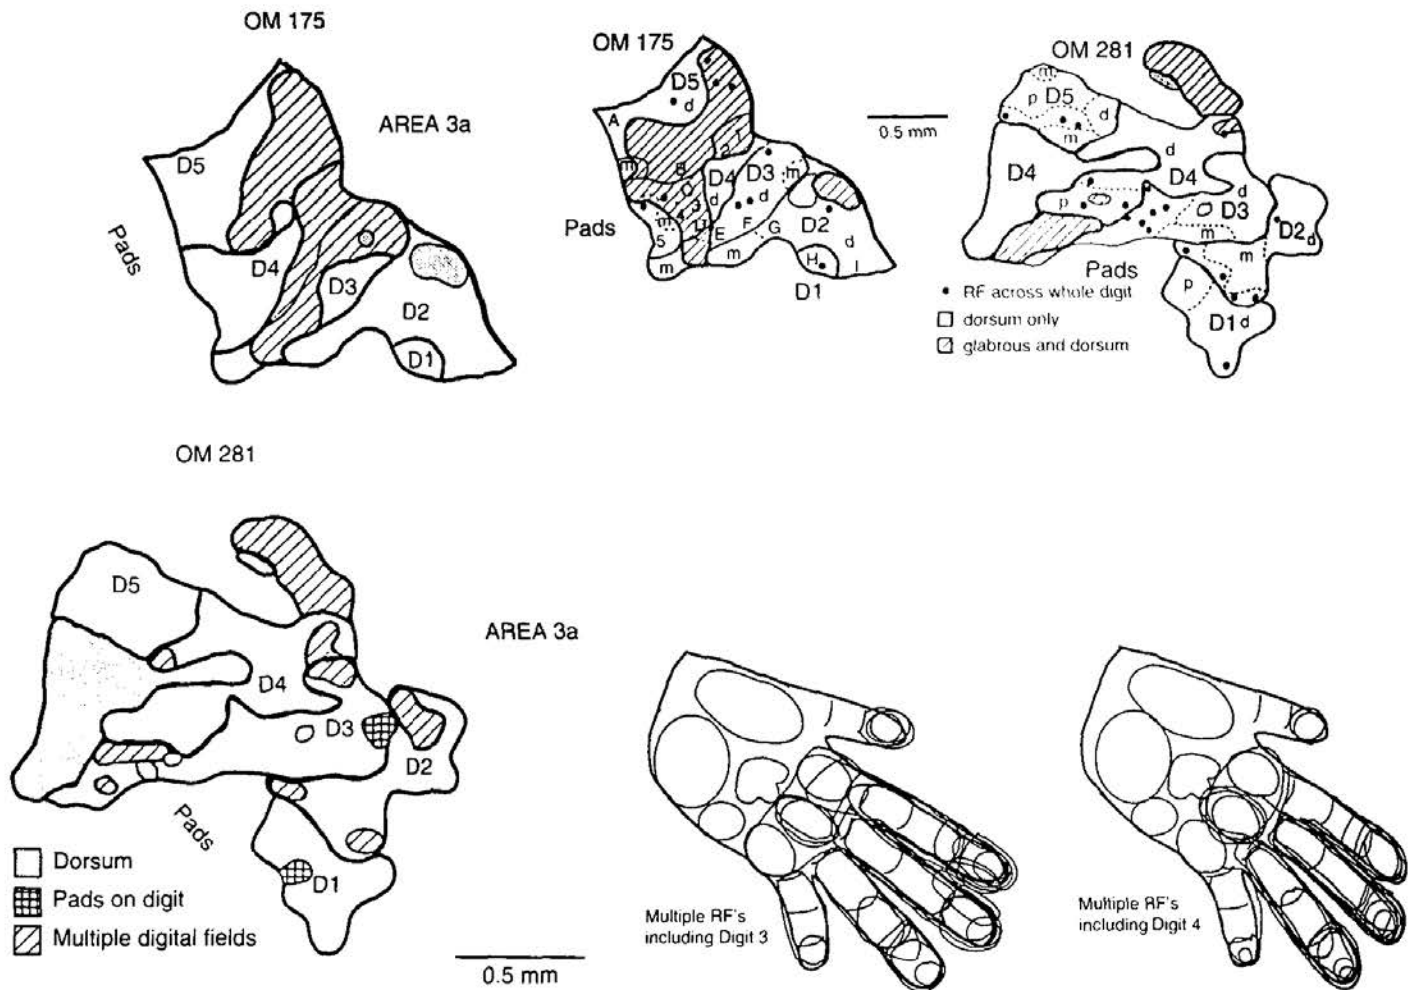 OM 175
AREA 3a
D5
Pads
D4
D3
D2
D1
OM 175
D5
d
A
m
B
D4
D3
d
m
d
D2
E
F
G
d
m
5
m
m
H
I
Pads
D1
0.5 mm
OM 281
m
p
D5
d
m
D4
d
D4
d
D3
p
m
D2
d
m
Pads
p
D1
d
RF across whole digit
dorsum only
glabrous and dorsum
OM 281
AREA 3a
D5
D4
D3
D2
Pads
D1
Dorsum
Pads on digit
Multiple digital fields
0.5 mm
Multiple RF's
including Digit 3
Multiple RF's
including Digit 4